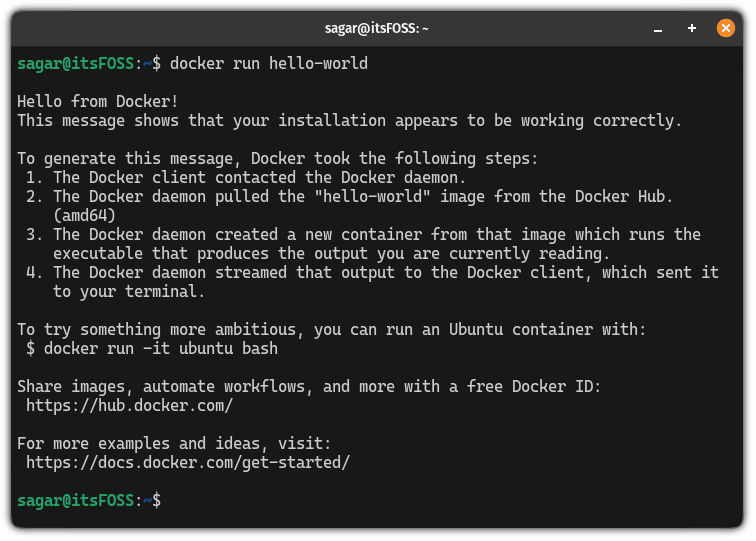 sagar@itsFOSS: ~
sagar@itsFOSS:~$ docker run hello-world

Hello from Docker!
This message shows that your installation appears to be working correctly.

To generate this message, Docker took the following steps:
 1. The Docker client contacted the Docker daemon.
 2. The Docker daemon pulled the "hello-world" image from the Docker Hub.
    (amd64)
 3. The Docker daemon created a new container from that image which runs the
    executable that produces the output you are currently reading.
 4. The Docker daemon streamed that output to the Docker client, which sent it
    to your terminal.

To try something more ambitious, you can run an Ubuntu container with:
 $ docker run -it ubuntu bash

Share images, automate workflows, and more with a free Docker ID:
 https://hub.docker.com/

For more examples and ideas, visit:
 https://docs.docker.com/get-started/

sagar@itsFOSS:~$